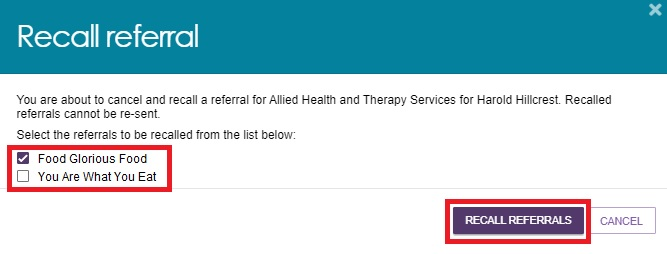 Recall referral
You are about to cancel and recall a referral for Allied Health and Therapy Services for Harold Hillcrest. Recalled
referrals cannot be re-sent.
Select the referrals to be recalled from the list below:
Food Glorious Food
You Are What You Eat
RECALL REFERRALS CANCEL